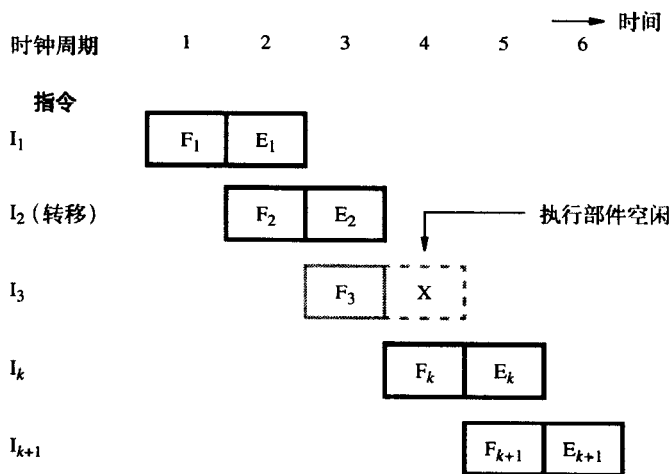 → 时间
时钟周期 1 2 3 4 5 6
指令
I₁ F₁ E₁
I₂（转移） F₂ E₂ 执行部件空闲
I₃ F₃ X
Iₖ Fₖ Eₖ
Iₖ₊₁ Fₖ₊₁ Eₖ₊₁